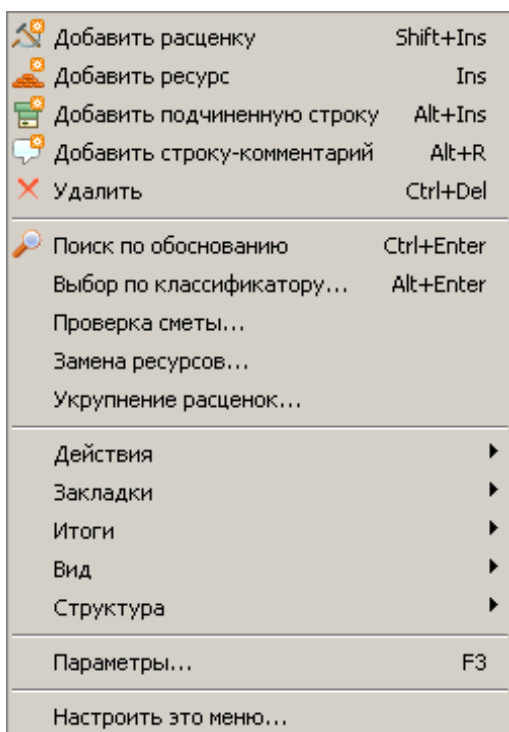 Добавить расценку Shift+Ins
Добавить ресурс Ins
Добавить подчиненную строку Alt+Ins
Добавить строку-комментарий Alt+R
Удалить Ctrl+Del
Поиск по обоснованию Ctrl+Enter
Выбор по классификатору... Alt+Enter
Проверка сметы...
Замена ресурсов...
Укрупнение расценок...
Действия
Закладки
Итоги
Вид
Структура
Параметры... F3
Настроить это меню...